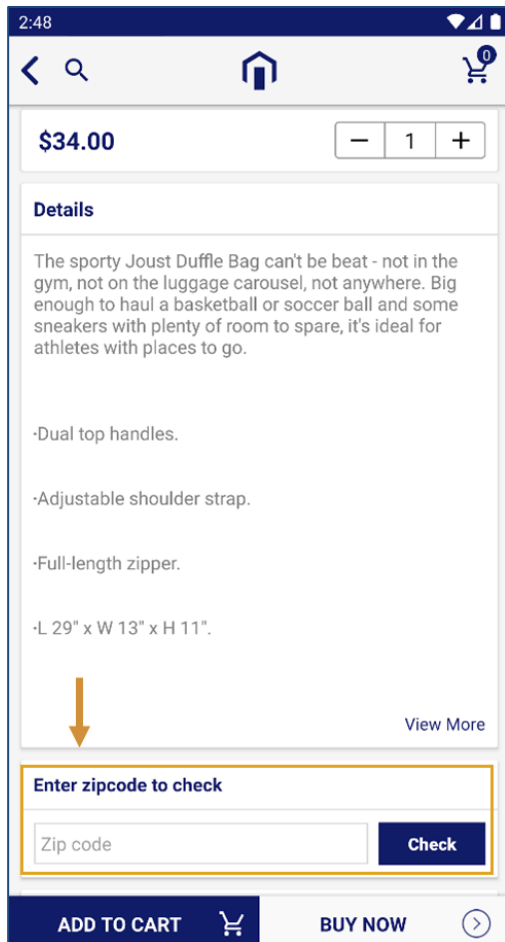 2:48
0
$34.00
1
Details
The sporty Joust Duffle Bag can't be beat - not in the
gym, not on the luggage carousel, not anywhere. Big
enough to haul a basketball or soccer ball and some
sneakers with plenty of room to spare, it's ideal for
athletes with places to go.
·Dual top handles.
·Adjustable shoulder strap.
·Full-length zipper.
·L 29" x W 13" x H 11".
View More
Enter zipcode to check
Zip code
Check
ADD TO CART
BUY NOW